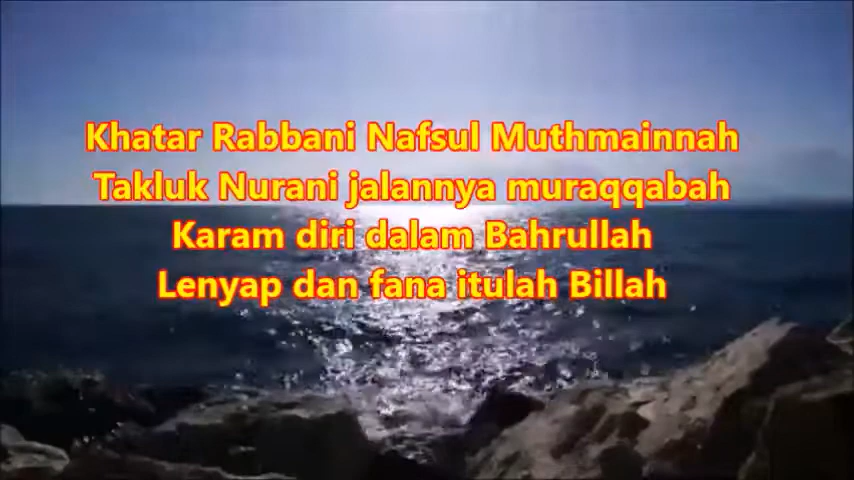 Khatar Rabbani Nafsul Muthmainnah
Takluk Nurani jalannya muraqqabah
Karam diri dalam Bahrullah
Lenyap dan fana itulah Billah